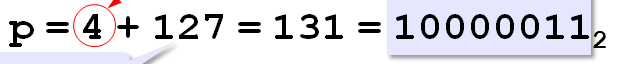 p = 4 + 127 = 131 = 10000011₂